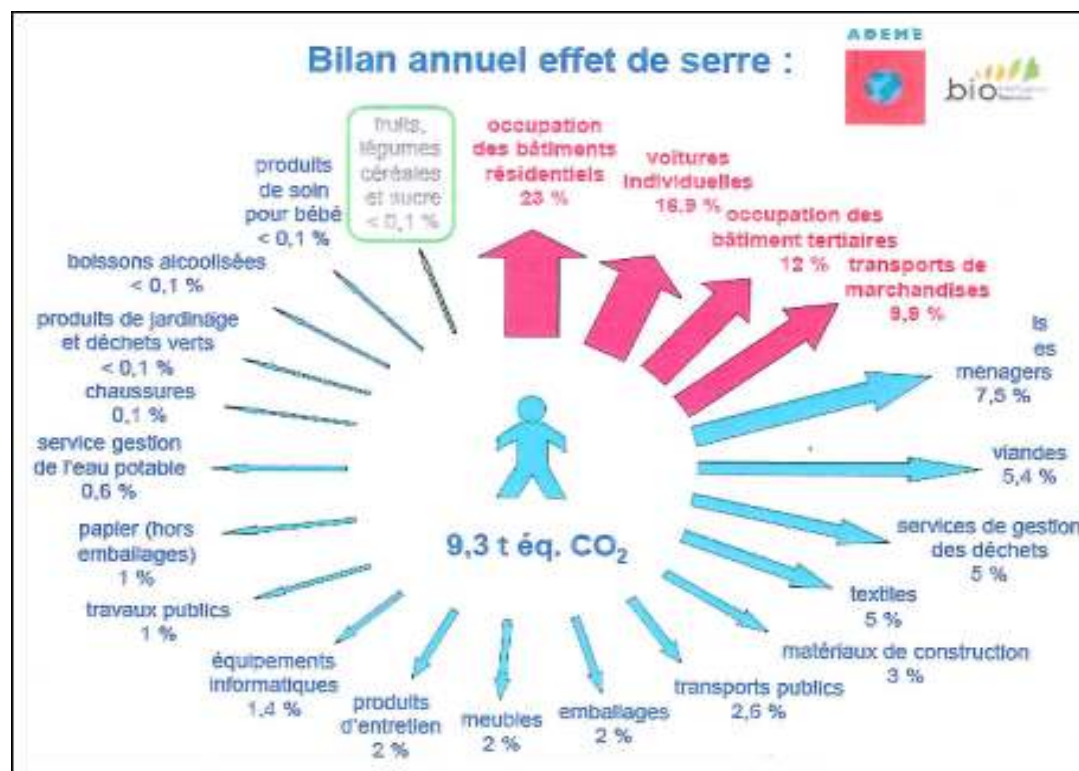 Bilan annuel effet de serre :
ADEME
bio
fruits,
légumes
céréales
et sucre
< 0,1 %
occupation
des bâtiments
résidentiels
23 %
voitures
individuelles
16,9 %
occupation des
bâtiment tertiaires
12 %
transports de
marchandises
9,9 %
ls
es
ménagers
7,5 %
viandes
5,4 %
services de gestion
des déchets
5 %
textiles
5 %
matériaux de construction
3 %
transports publics
2,6 %
emballages
2 %
meubles
2 %
produits
d'entretien
2 %
équipements
informatiques
1,4 %
travaux publics
1 %
papier (hors
emballages)
1 %
service gestion
de l'eau potable
0,6 %
chaussures
0,1 %
produits de jardinage
et déchets verts
< 0,1 %
boissons alcoolisées
< 0,1 %
produits
de soin
pour bébé
< 0,1 %
9,3 t éq. CO₂